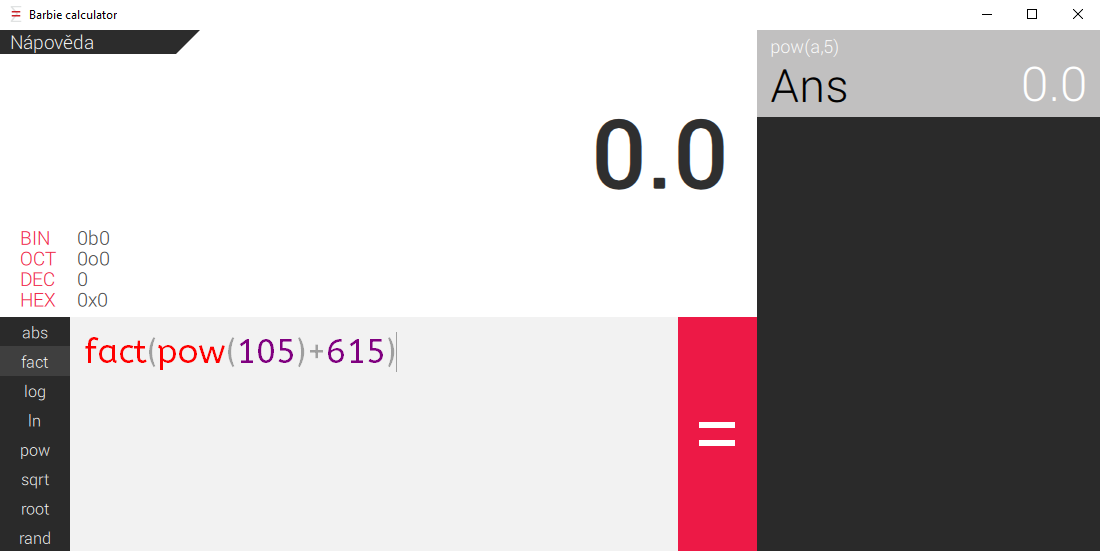 Barbie calculator
Nápověda
0.0
BIN 0b0
OCT 0o0
DEC 0
HEX 0x0
abs
fact
log
ln
pow
sqrt
root
rand
fact(pow(105)+615)
=
pow(a,5)
Ans 0.0